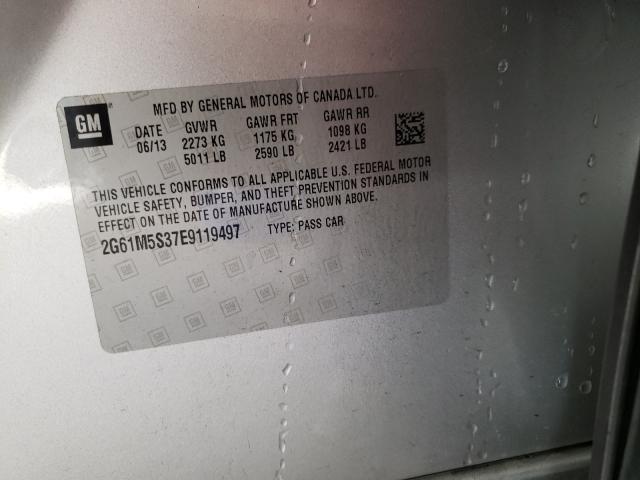 GM
MFD BY GENERAL MOTORS OF CANADA LTD.
DATE GVWR GAWR FRT GAWR RR
06/13 2273 KG 1175 KG 1098 KG
5011 LB 2590 LB 2421 LB
THIS VEHICLE CONFORMS TO ALL APPLICABLE U.S. FEDERAL MOTOR
VEHICLE SAFETY, BUMPER, AND THEFT PREVENTION STANDARDS IN
EFFECT ON THE DATE OF MANUFACTURE SHOWN ABOVE.
2G61M5S37E9119497 TYPE: PASS CAR